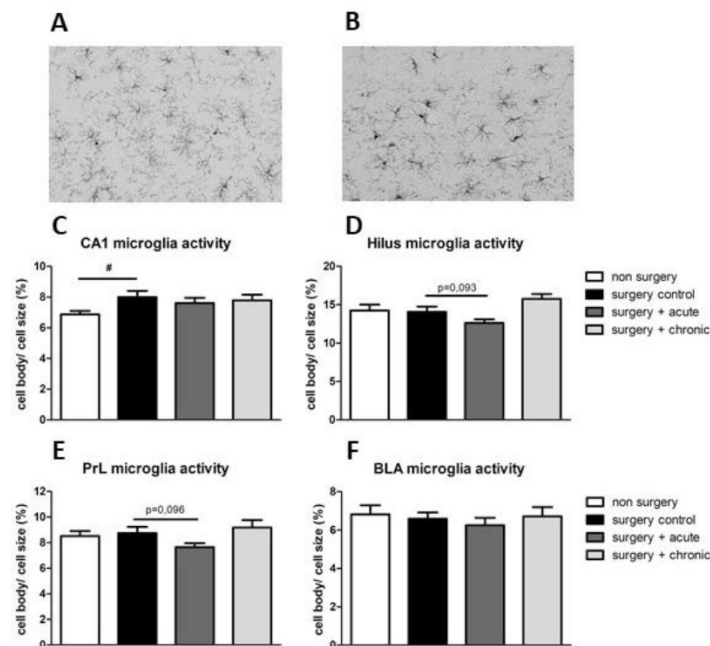 A
B
C
CA1 microglia activity
cell body/ cell size (%)
10
8
6
4
2
0
#
D
Hilus microglia activity
cell body/ cell size (%)
20
15
10
5
0
p=0,093
non surgery
surgery control
surgery + acute
surgery + chronic
E
PrL microglia activity
cell body/ cell size (%)
12
10
8
6
4
2
0
p=0,096
F
BLA microglia activity
cell body/ cell size (%)
8
6
4
2
0
non surgery
surgery control
surgery + acute
surgery + chronic